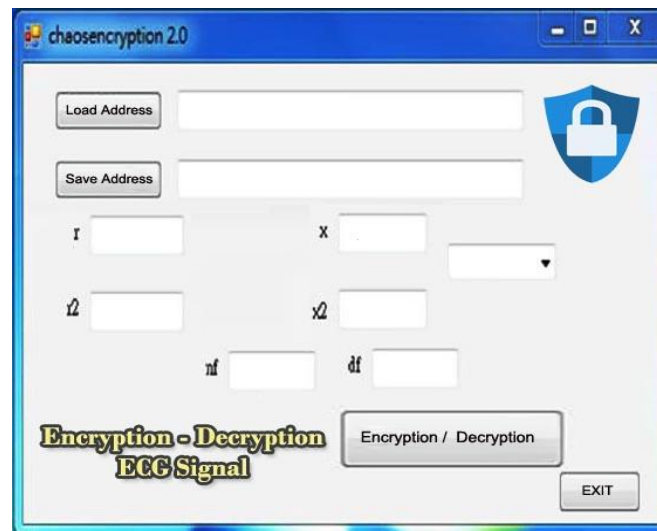 chaosencryption 2.0
Load Address
Save Address
r
x
r2
x2
nf
df
Encryption - Decryption
ECG Signal
Encryption / Decryption
EXIT